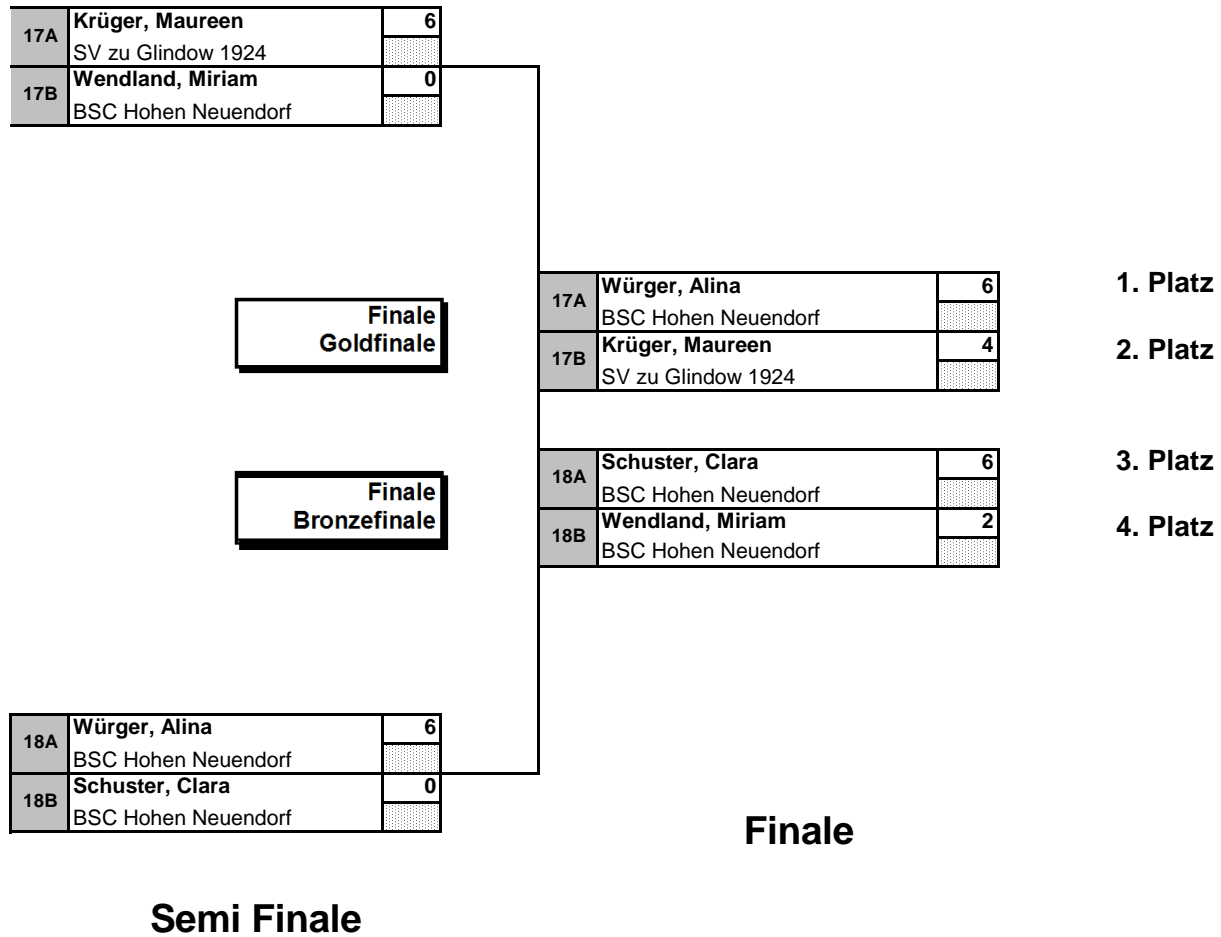 17A Krüger, Maureen 6
SV zu Glindow 1924
17B Wendland, Miriam 0
BSC Hohen Neuendorf
Finale
Goldfinale
17A Würger, Alina 6
BSC Hohen Neuendorf
17B Krüger, Maureen 4
SV zu Glindow 1924
1. Platz
2. Platz
Finale
Bronzefinale
18A Schuster, Clara 6
BSC Hohen Neuendorf
18B Wendland, Miriam 2
BSC Hohen Neuendorf
3. Platz
4. Platz
18A Würger, Alina 6
BSC Hohen Neuendorf
18B Schuster, Clara 0
BSC Hohen Neuendorf
Finale
Semi Finale